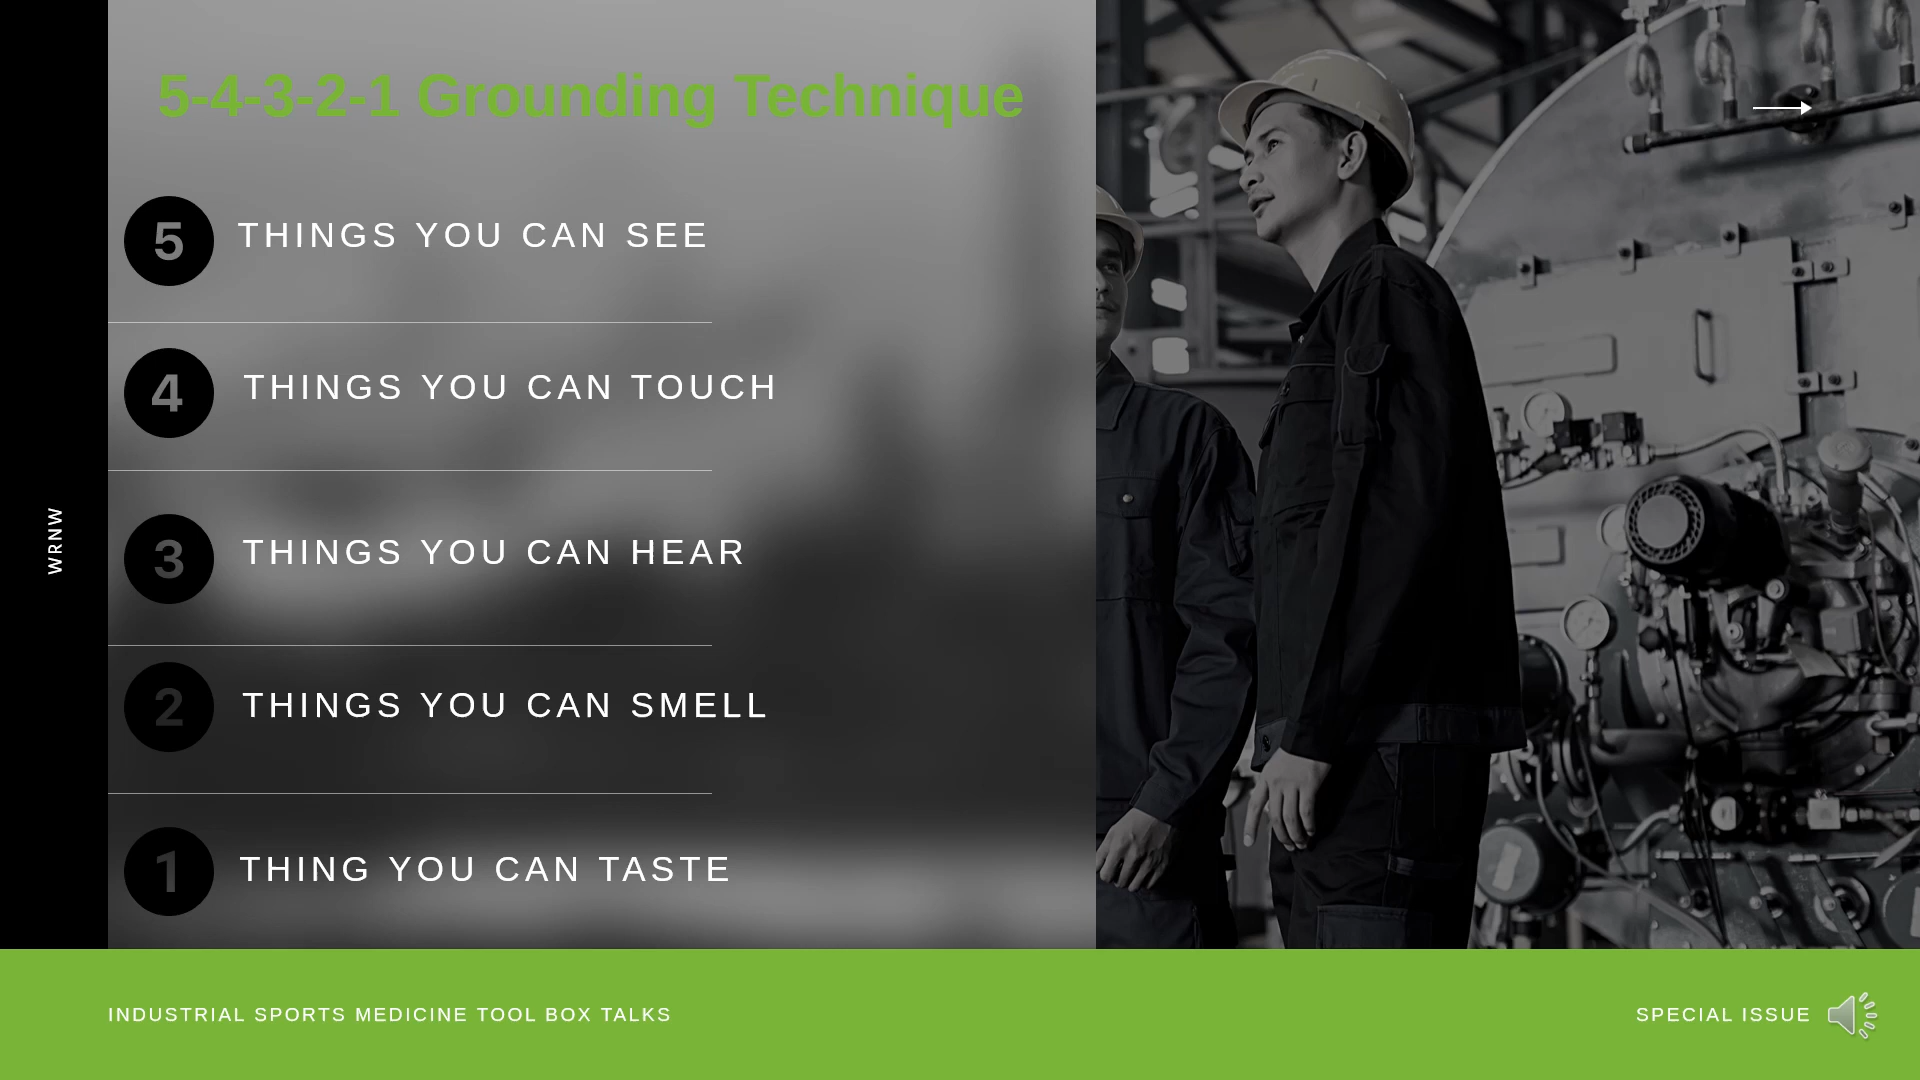 5-4-3-2-1 Grounding Technique
5 THINGS YOU CAN SEE
4 THINGS YOU CAN TOUCH
3 THINGS YOU CAN HEAR
2 THINGS YOU CAN SMELL
1 THING YOU CAN TASTE
WRNW
INDUSTRIAL SPORTS MEDICINE TOOL BOX TALKS
SPECIAL ISSUE